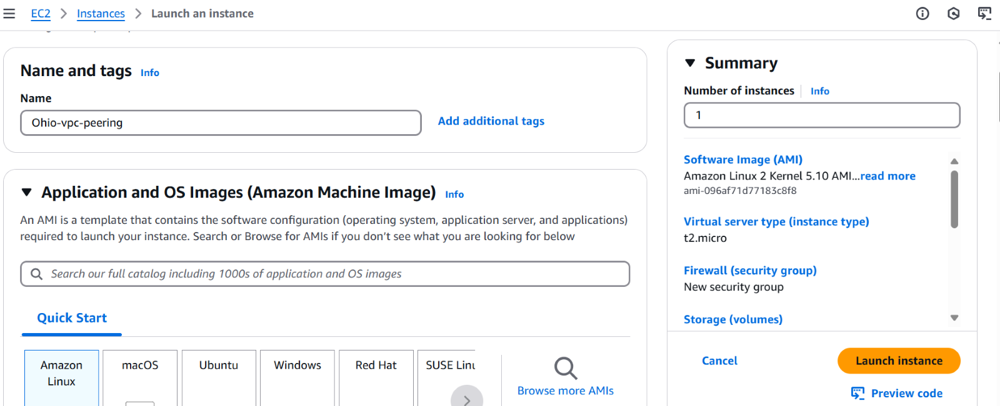 EC2 > Instances > Launch an instance
Name and tags Info
Name
Ohio-vpc-peering
Add additional tags
Application and OS Images (Amazon Machine Image) Info
An AMI is a template that contains the software configuration (operating system, application server, and applications)
required to launch your instance. Search or Browse for AMIs if you don't see what you are looking for below
Search our full catalog including 1000s of application and OS images
Quick Start
Amazon
Linux
macOS
Ubuntu
Windows
Red Hat
SUSE
Browse more AMIs
Summary
Number of instances Info
1
Software Image (AMI)
Amazon Linux 2 Kernel 5.10 AMI...read more
ami-096af71d77183c8f8
Virtual server type (instance type)
t2.micro
Firewall (security group)
New security group
Storage (volumes)
Cancel
Launch instance
Preview code